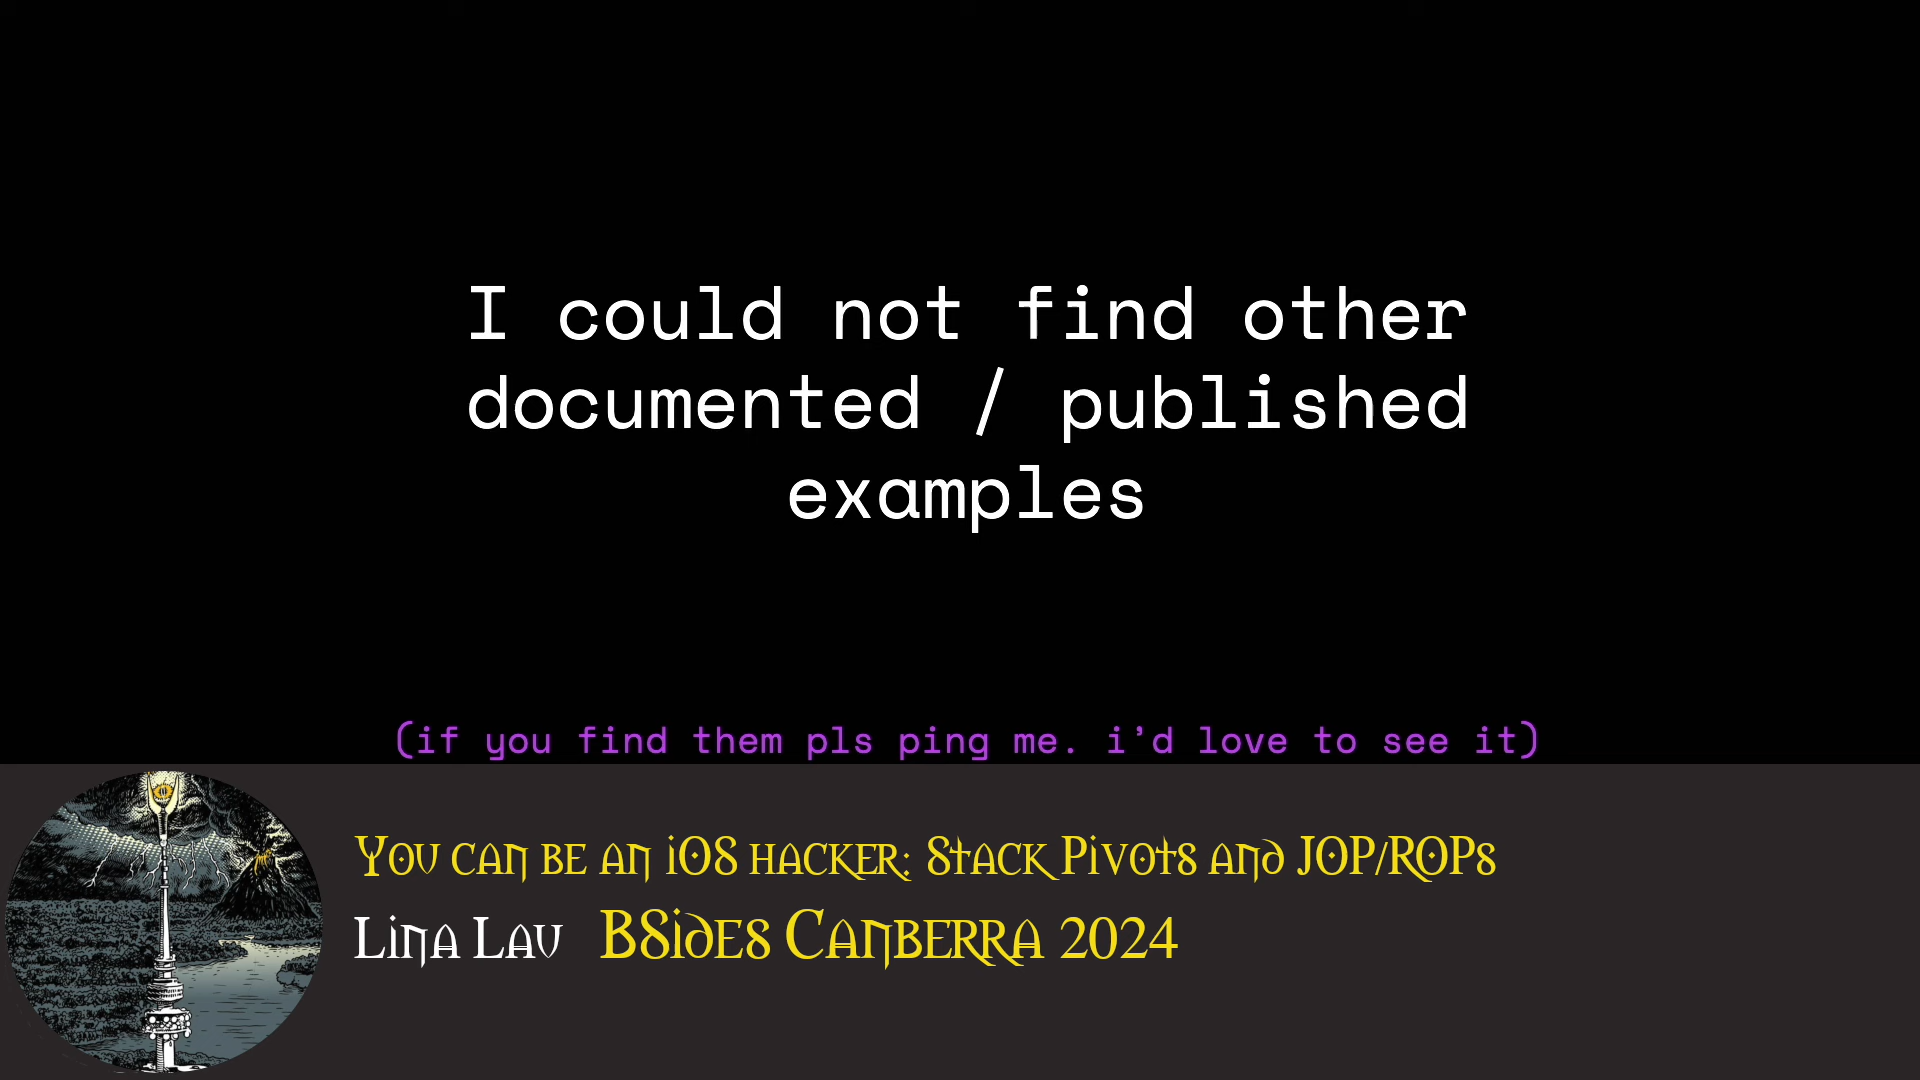 I could not find other
documented / published
examples
(if you find them pls ping me. i'd love to see it)
You can be an iOS hacker: Stack Pivots and JOP/ROPs
Lina Lau BSides Canberra 2024